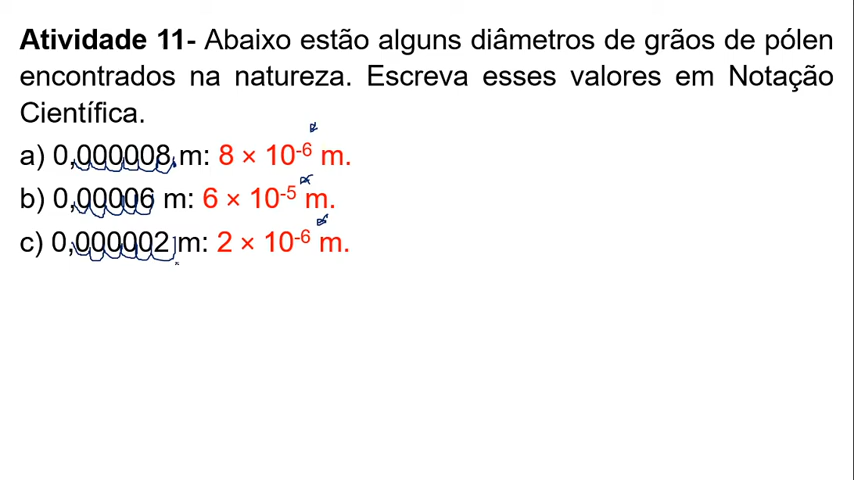 Atividade 11- Abaixo estão alguns diâmetros de grãos de pólen
encontrados na natureza. Escreva esses valores em Notação
Científica.
a) 0,000008 m: 8 × 10⁻⁶ m.
b) 0,00006 m: 6 × 10⁻⁵ m.
c) 0,000002 m: 2 × 10⁻⁶ m.